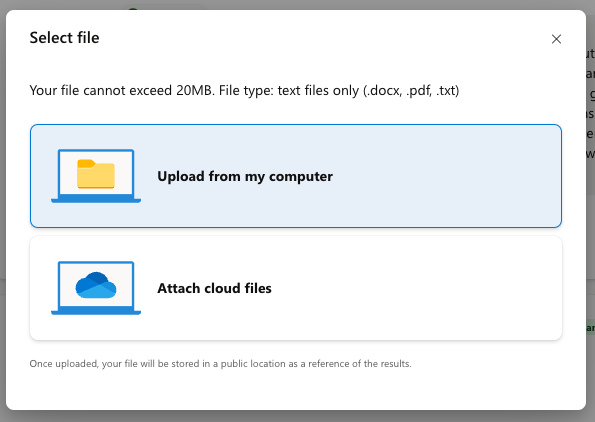 Select file
Your file cannot exceed 20MB. File type: text files only (.docx, .pdf, .txt)
Upload from my computer
Attach cloud files
Once uploaded, your file will be stored in a public location as a reference of the results.